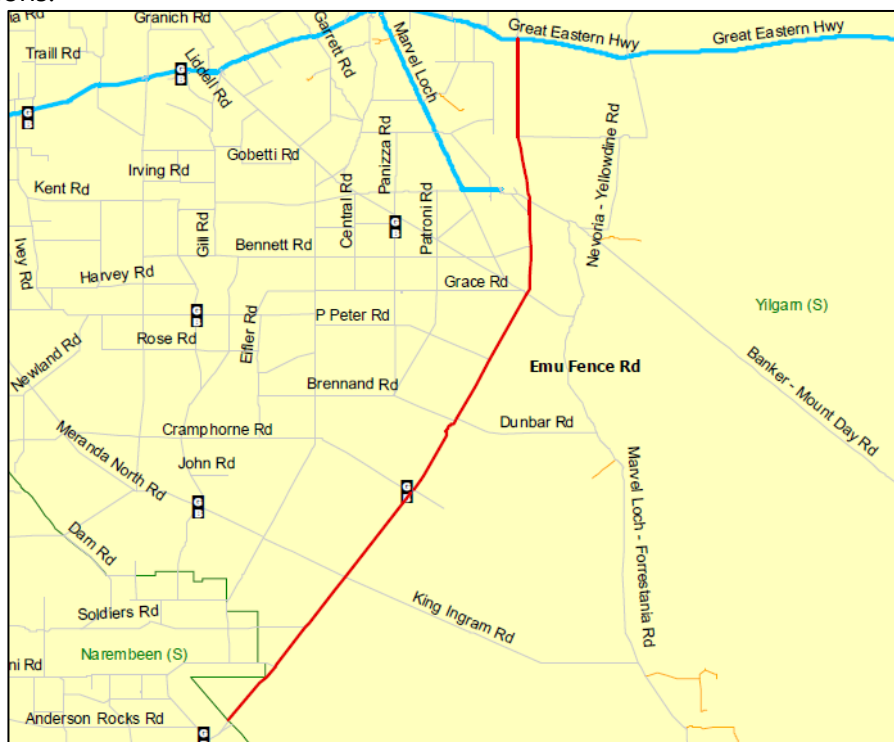 Granich Rd
Great Eastern Hwy
Great Eastern Hwy
Traill Rd
Liddell Rd
Garrett Rd
Marvel Loch
Gobetti Rd
Panizza Rd
Nevoria - Yellowdine Rd
Irving Rd
Kent Rd
Central Rd
Patroni Rd
Gill Rd
Ivey Rd
Bennett Rd
Harvey Rd
Grace Rd
Yilgarn (S)
P Peter Rd
Eifler Rd
Rose Rd
Newland Rd
Emu Fence Rd
Brennand Rd
Banker - Mount Day Rd
Dunbar Rd
Cramphorne Rd
Meranda North Rd
John Rd
Marvel Loch - Forrestania Rd
Dam Rd
King Ingram Rd
Soldiers Rd
Narembeen (S)
ni Rd
Anderson Rocks Rd